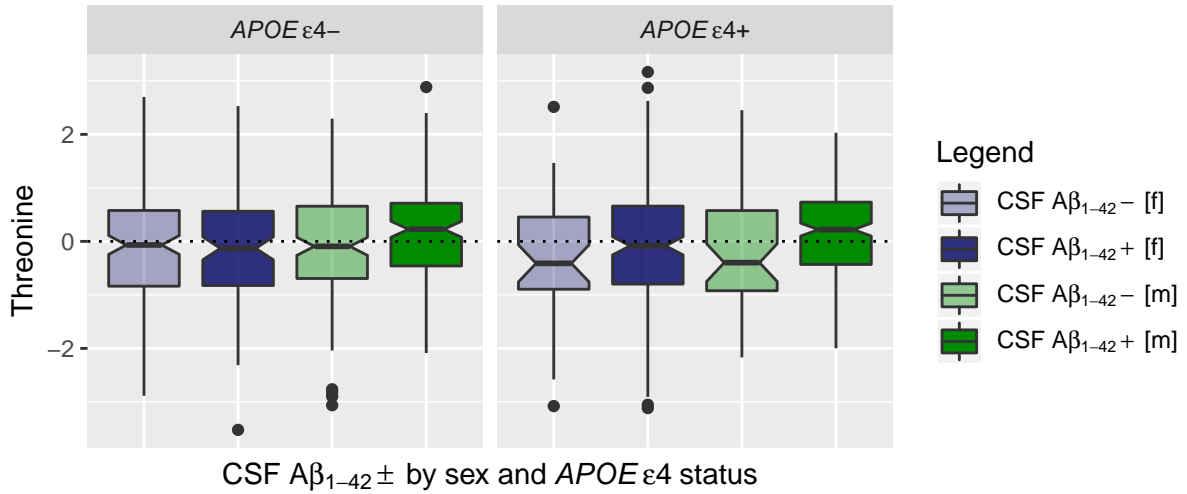 APOE ε4−
APOE ε4+
Threonine
2
0
−2
CSF Aβ1−42 ± by sex and APOE ε4 status
Legend
CSF Aβ1−42 − [f]
CSF Aβ1−42 + [f]
CSF Aβ1−42 − [m]
CSF Aβ1−42 + [m]